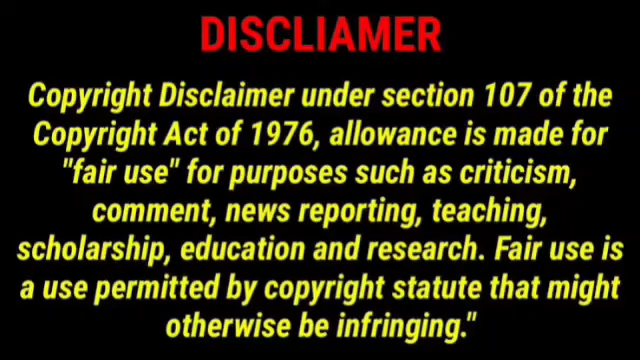 DISCLIAMER
Copyright Disclaimer under section 107 of the
Copyright Act of 1976, allowance is made for
"fair use" for purposes such as criticism,
comment, news reporting, teaching,
scholarship, education and research. Fair use is
a use permitted by copyright statute that might
otherwise be infringing."